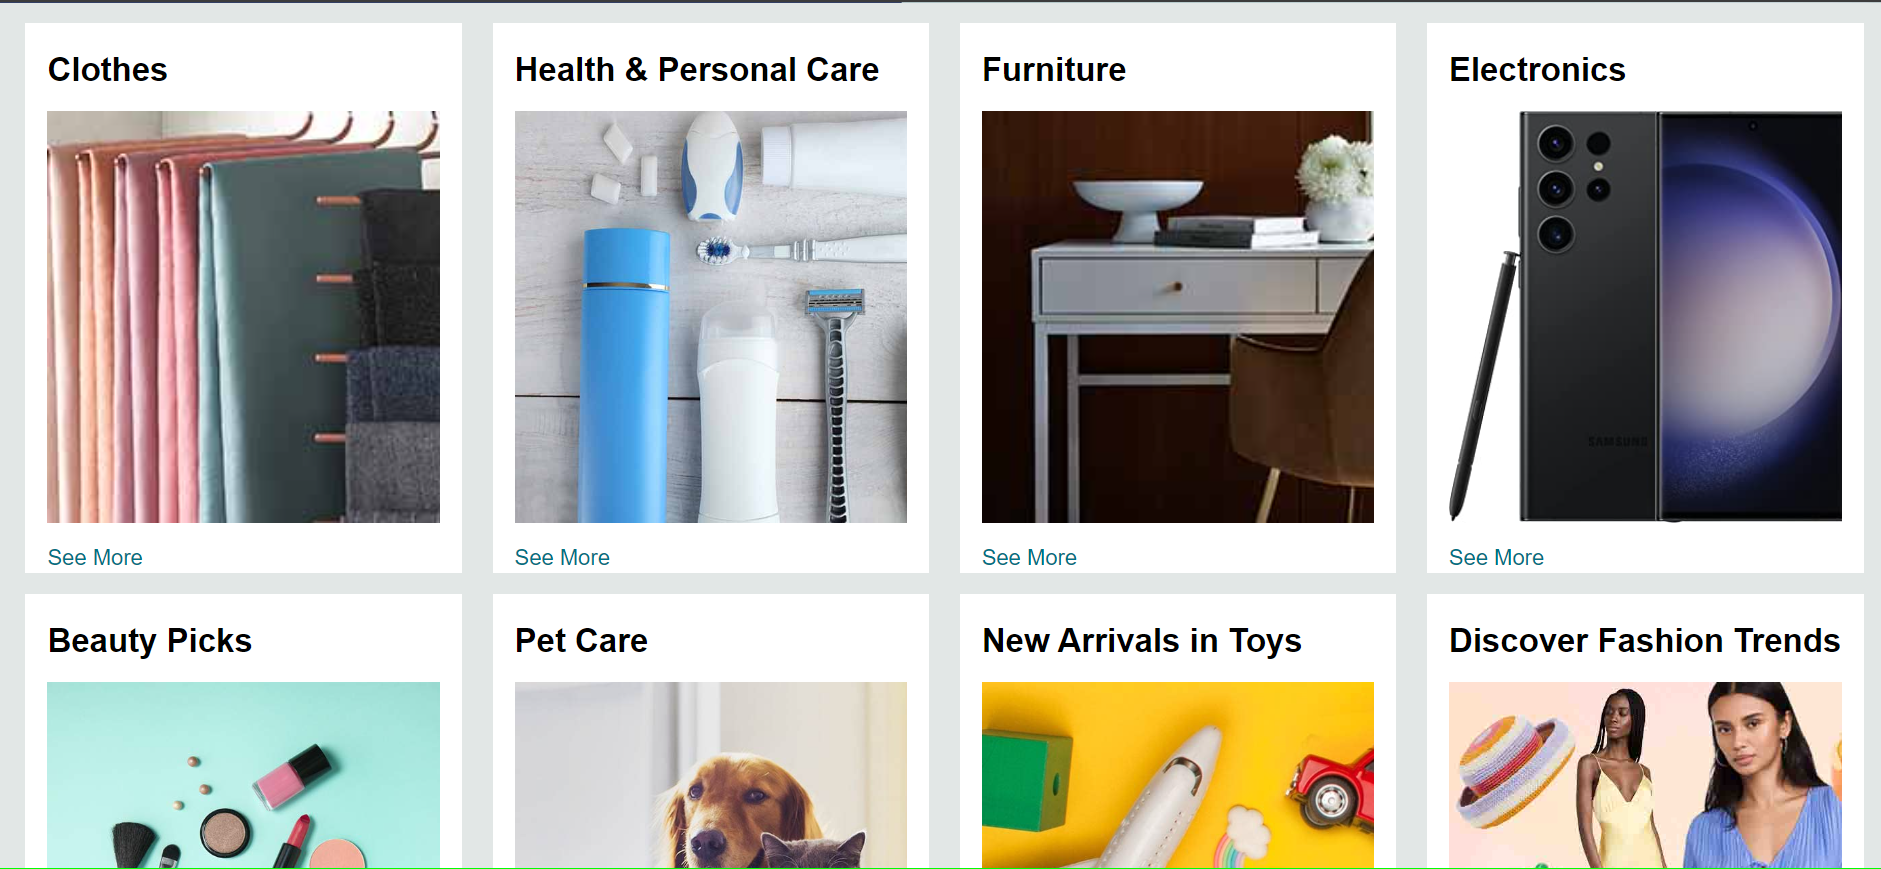 Clothes
Health & Personal Care
Furniture
Electronics
SAMSUNG
See More
See More
See More
See More
Beauty Picks
Pet Care
New Arrivals in Toys
Discover Fashion Trends